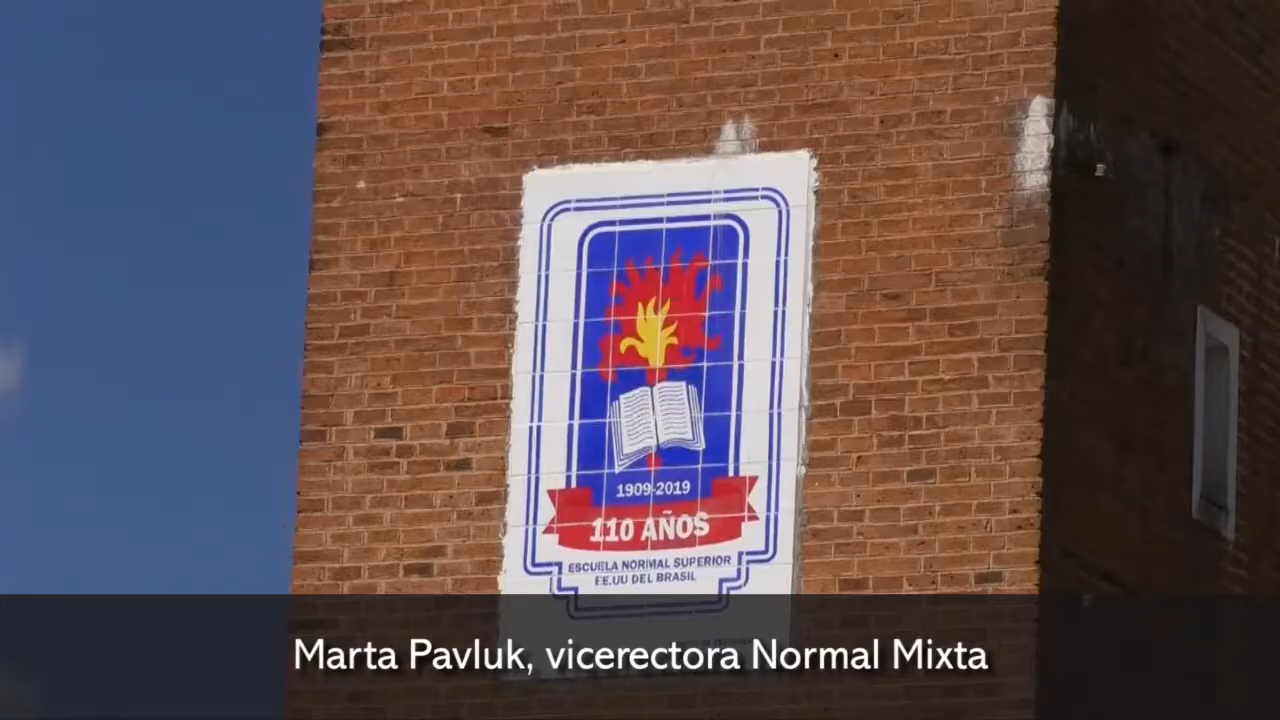 1909-2019
110 AÑOS
ESCUELA NORMAL SUPERIOR
EE.UU DEL BRASIL
Marta Pavluk, vicerectora Normal Mixta